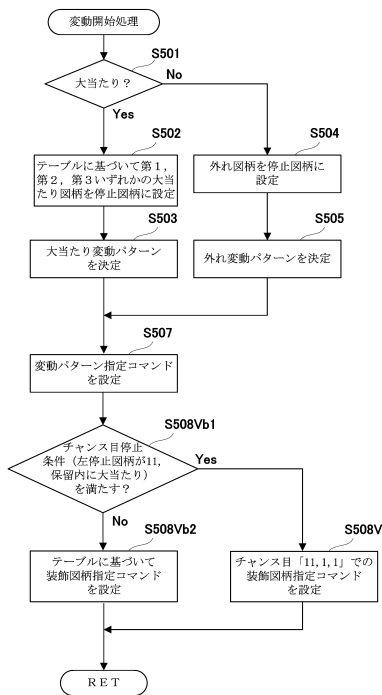 変動開始処理
S501
大当たり？
No
Yes
S502
テーブルに基づいて第１，
第２，第３いずれかの大当
たり図柄を停止図柄に設定
S504
外れ図柄を停止図柄に
設定
S503
大当たり変動パターン
を決定
S505
外れ変動パターンを決定
S507
変動パターン指定コマンド
を設定
S508Vb1
チャンス目停止
条件（左停止図柄が11,
保留内に大当たり）
を満たす？
Yes
No
S508Vb2
テーブルに基づいて
装飾図柄指定コマンド
を設定
S508V
チャンス目「11, 1, 1」での
装飾図柄指定コマンド
を設定
ＲＥＴ